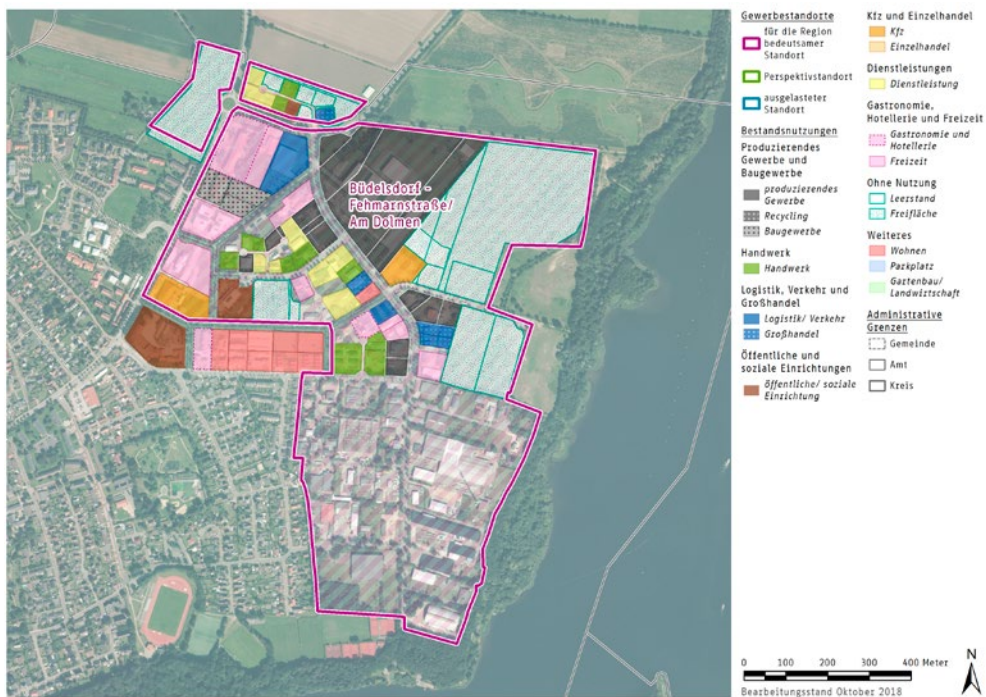 Büdelsdorf -
Fehmarnstraße/
Am Dolmen
Gewerbestandorte
für die Region
bedeutsamer
Standort
Perspektivstandort
ausgelasteter
Standort
Bestandsnutzungen
Produzierendes
Gewerbe und
Baugewerbe
produzierendes
Gewerbe
Recycling
Baugewerbe
Handwerk
Handwerk
Logistik, Verkehr und
Großhandel
Logistik/ Verkehr
Großhandel
Öffentliche und
soziale Einrichtungen
öffentliche/ soziale
Einrichtung
Kfz und Einzelhandel
Kfz
Einzelhandel
Dienstleistungen
Dienstleistung
Gastronomie,
Hotellerie und Freizeit
Gastronomie und
Hotellerie
Freizeit
Ohne Nutzung
Leerstand
Freifläche
Weiteres
Wohnen
Parkplatz
Gartenbau/
Landwirtschaft
Administrative
Grenzen
Gemeinde
Amt
Kreis
N
0 100 200 300 400 Meter
Bearbeitungsstand Oktober 2018